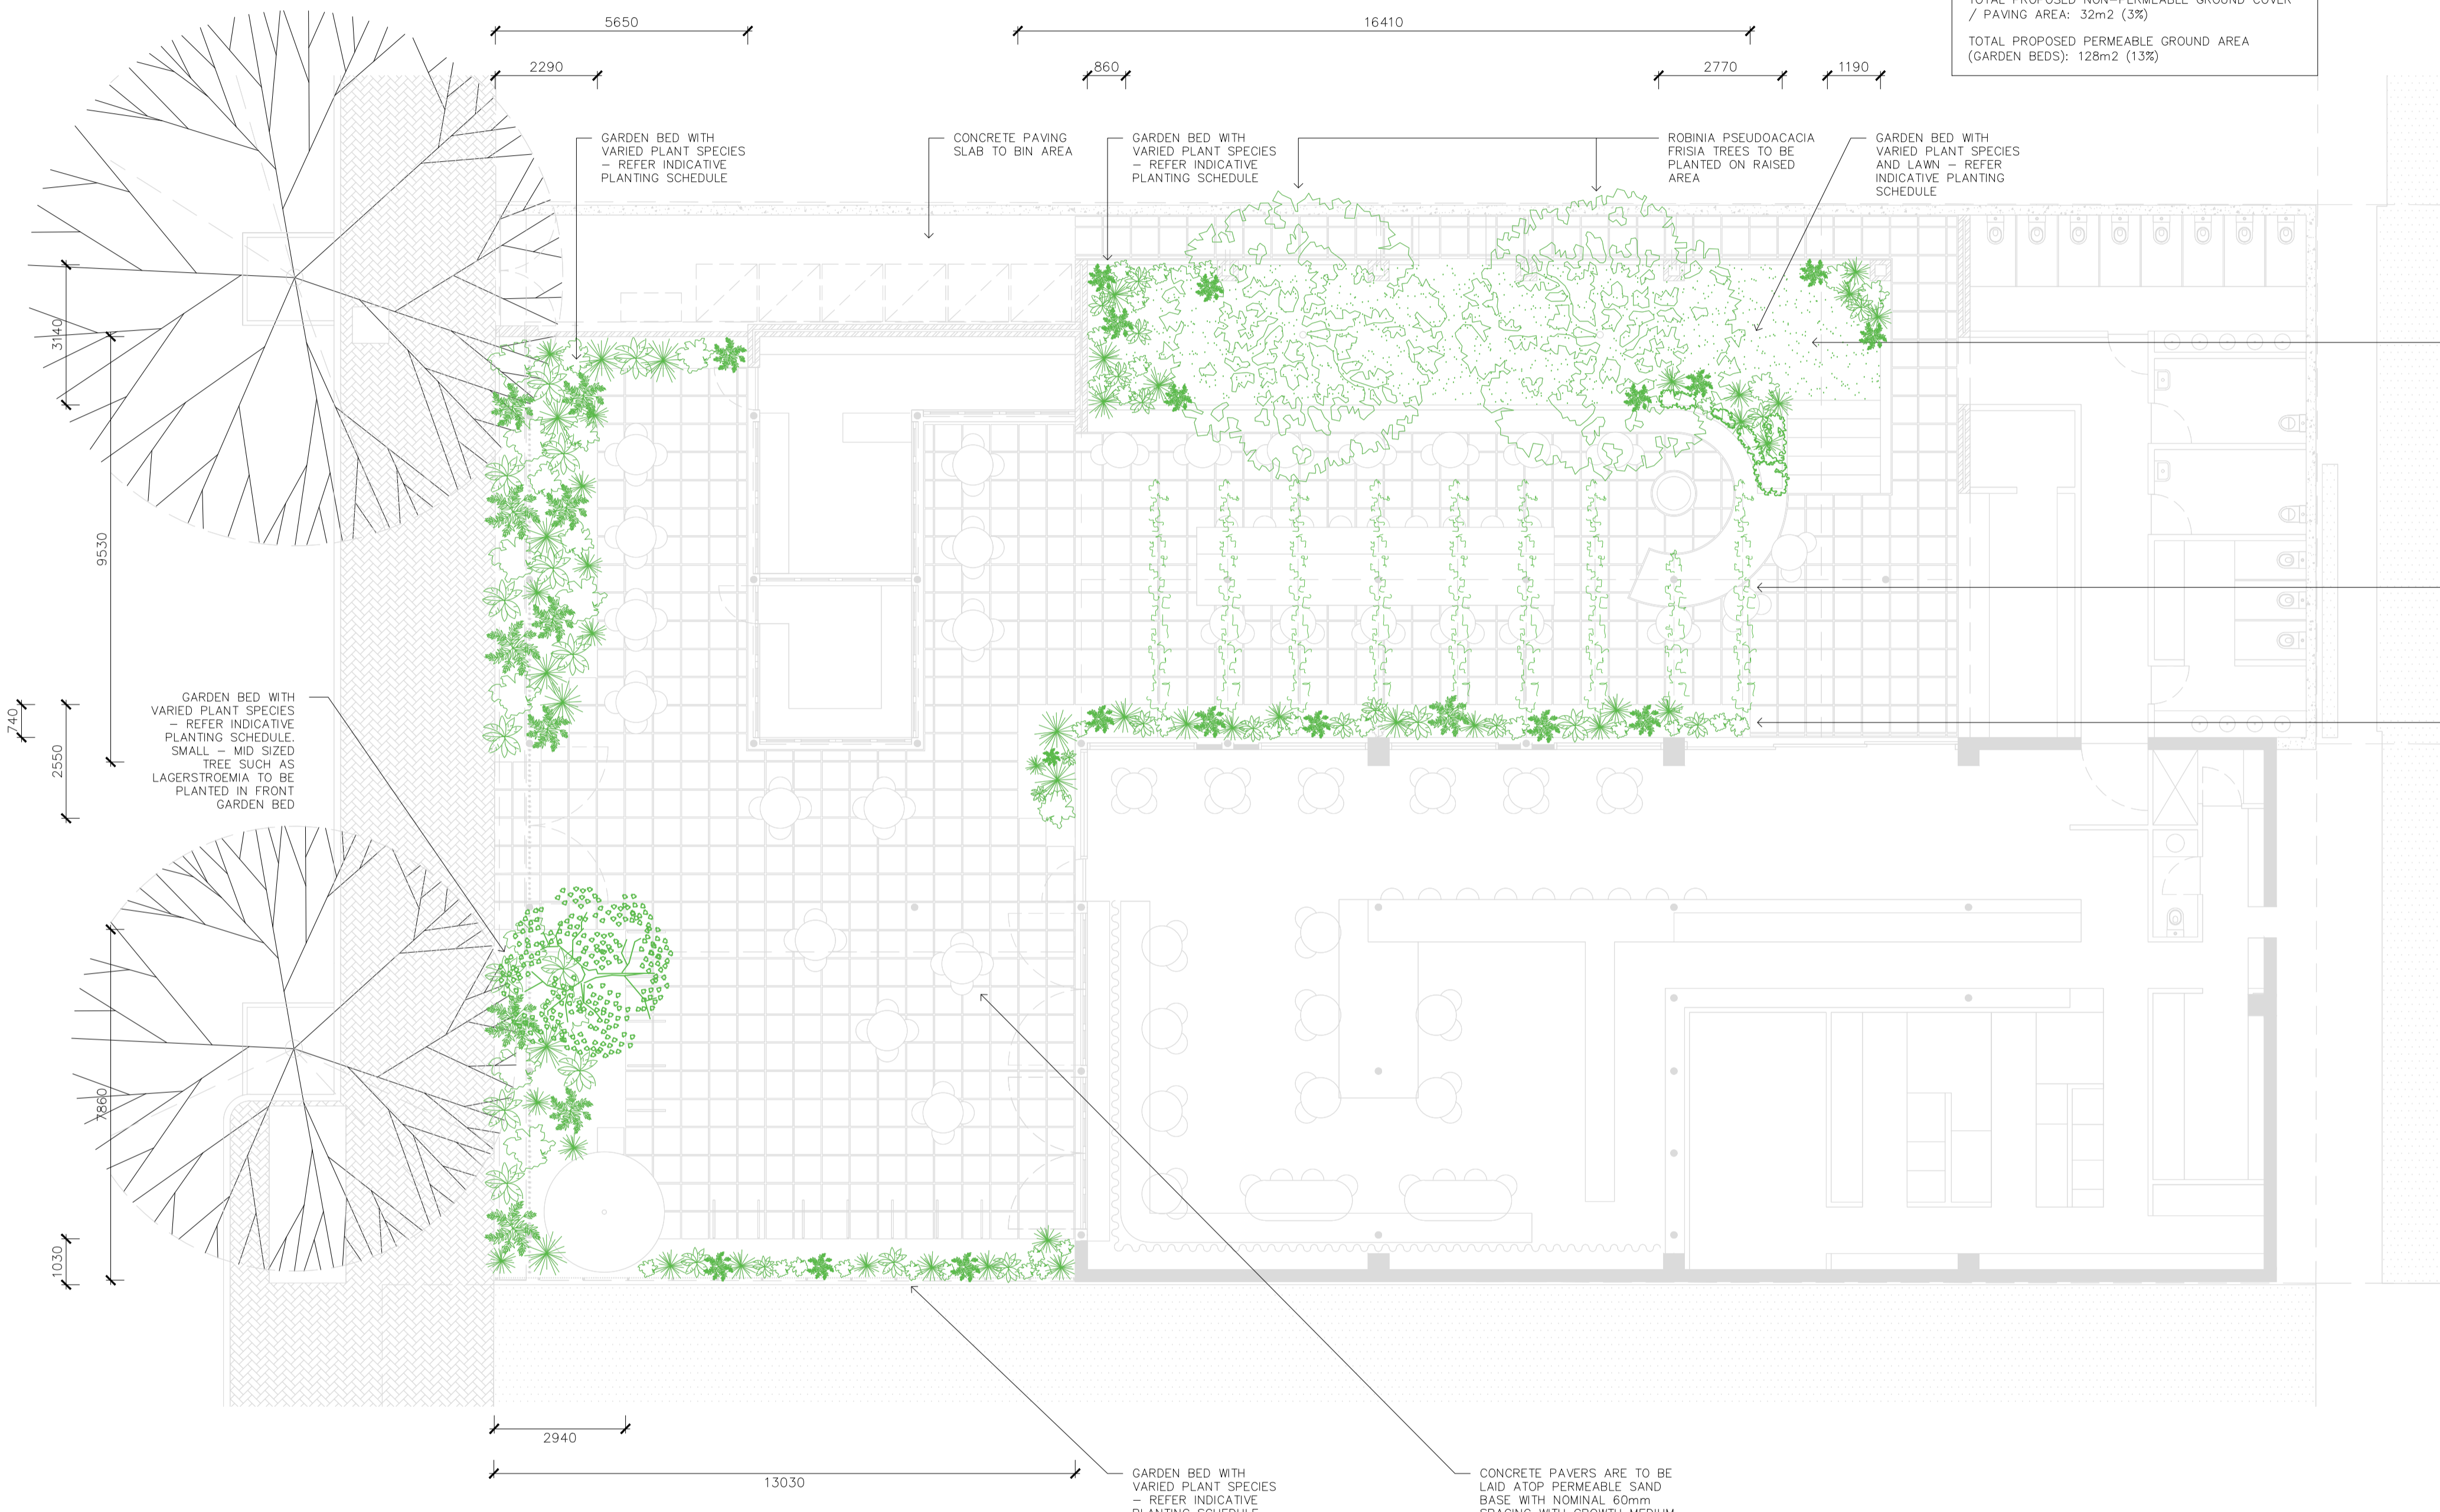 5650
16410
TOTAL PROPOSED NON-PERMEABLE GROUND COVER
/ PAVING AREA: 32m2 (3%)
TOTAL PROPOSED PERMEABLE GROUND AREA
(GARDEN BEDS): 128m2 (13%)
2290
860
2770
1190
GARDEN BED WITH
VARIED PLANT SPECIES
– REFER INDICATIVE
PLANTING SCHEDULE
CONCRETE PAVING
SLAB TO BIN AREA
GARDEN BED WITH
VARIED PLANT SPECIES
– REFER INDICATIVE
PLANTING SCHEDULE
ROBINIA PSEUDOACACIA
FRISIA TREES TO BE
PLANTED ON RAISED
AREA
GARDEN BED WITH
VARIED PLANT SPECIES
AND LAWN – REFER
INDICATIVE PLANTING
SCHEDULE
3140
9530
740
2550
GARDEN BED WITH
VARIED PLANT SPECIES
– REFER INDICATIVE
PLANTING SCHEDULE.
SMALL – MID SIZED
TREE SUCH AS
LAGERSTROEMIA TO BE
PLANTED IN FRONT
GARDEN BED
7860
1030
2940
13030
GARDEN BED WITH
VARIED PLANT SPECIES
– REFER INDICATIVE
PLANTING SCHEDULE
CONCRETE PAVERS ARE TO BE
LAID ATOP PERMEABLE SAND
BASE WITH NOMINAL 60mm
SPACING WITH GROWTH MEDIUM